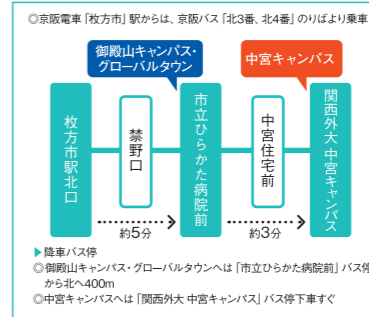 ◎京阪電車「枚方市」駅からは、京阪バス「北3番、北4番」のりばより乗車
御殿山キャンパス・
グローバルタウン
中宮キャンパス
枚方市駅北口
禁野口
市立ひらかた病院前
中宮住宅前
関西外大 中宮キャンパス
約5分
約3分
▶降車バス停
◎御殿山キャンパス・グローバルタウンへは「市立ひらかた病院前」バス停
から北へ400m
◎中宮キャンパスへは「関西外大 中宮キャンパス」バス停下車すぐ